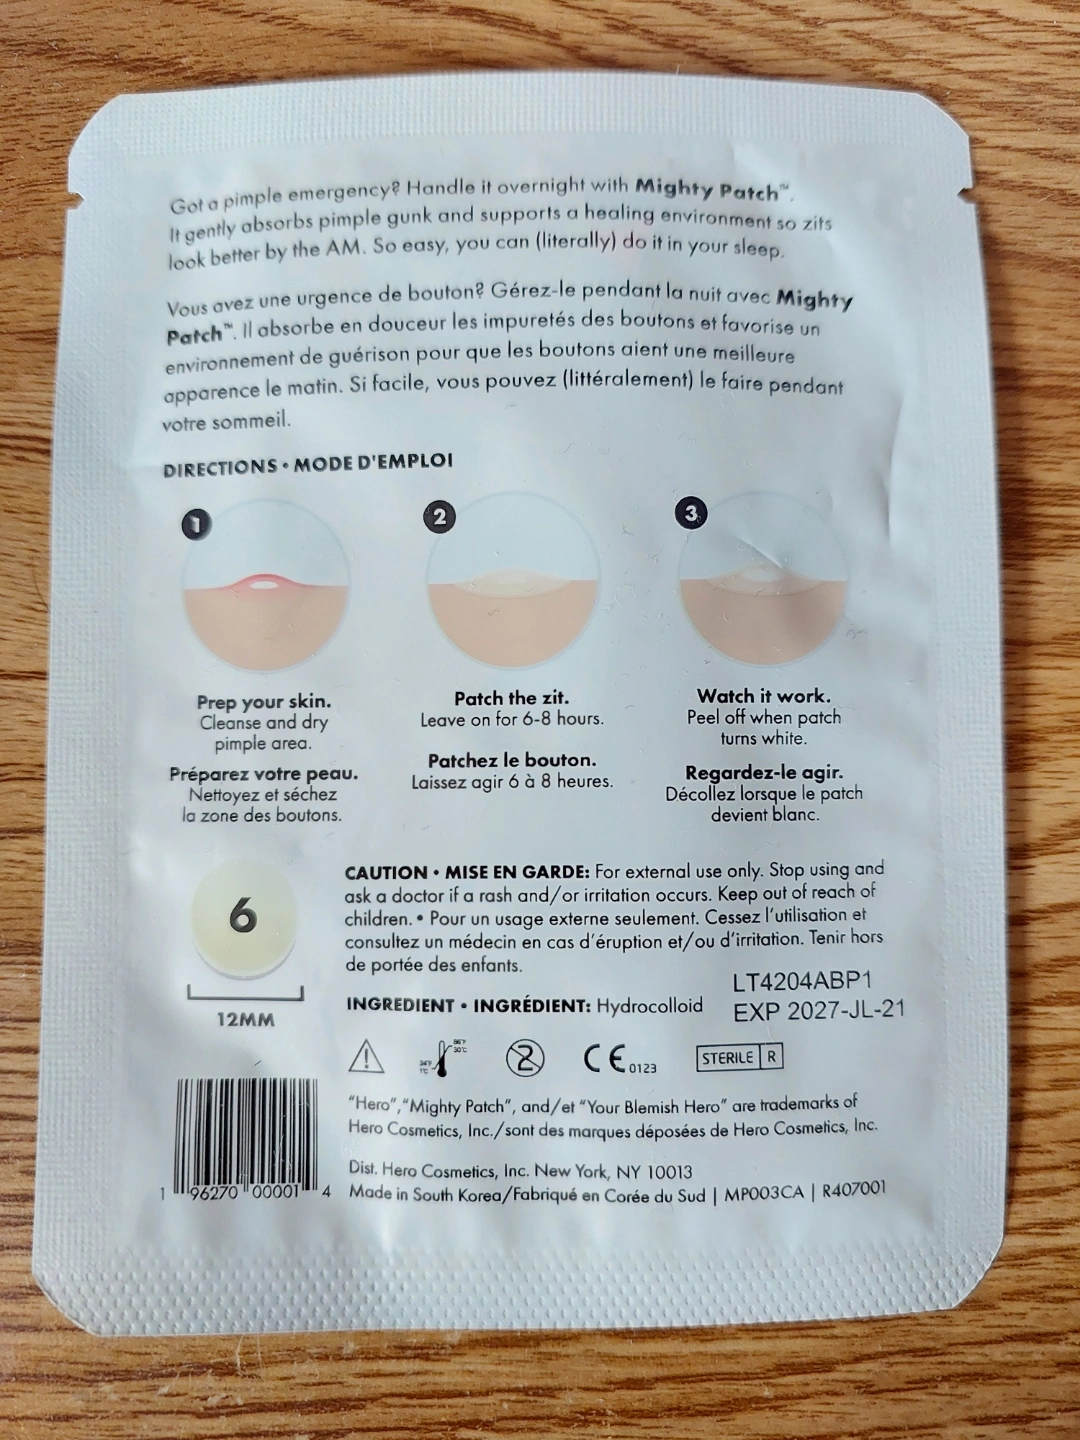 Got a pimple emergency? Handle it overnight with Mighty Patch™.
It gently absorbs pimple gunk and supports a healing environment so zits
look better by the AM. So easy, you can (literally) do it in your sleep.
Vous avez une urgence de bouton? Gérez-le pendant la nuit avec Mighty
Patch™. Il absorbe en douceur les impuretés des boutons et favorise un
environnement de guérison pour que les boutons aient une meilleure
apparence le matin. Si facile, vous pouvez (littéralement) le faire pendant
votre sommeil.
DIRECTIONS • MODE D'EMPLOI
1
Prep your skin.
Cleanse and dry
pimple area.
Préparez votre peau.
Nettoyez et séchez
la zone des boutons.
2
Patch the zit.
Leave on for 6-8 hours.
Patchez le bouton.
Laissez agir 6 à 8 heures.
3
Watch it work.
Peel off when patch
turns white.
Regardez-le agir.
Décollez lorsque le patch
devient blanc.
6
12MM
CAUTION • MISE EN GARDE: For external use only. Stop using and
ask a doctor if a rash and/or irritation occurs. Keep out of reach of
children. • Pour un usage externe seulement. Cessez l'utilisation et
consultez un médecin en cas d'éruption et/ou d'irritation. Tenir hors
de portée des enfants.
LT4204ABP1
EXP 2027-JL-21
INGREDIENT • INGRÉDIENT: Hydrocolloid
34°F
1°C
86°F
30°C
2
CE 0123
STERILE R
"Hero", "Mighty Patch", and/et "Your Blemish Hero" are trademarks of
Hero Cosmetics, Inc./sont des marques déposées de Hero Cosmetics, Inc.
Dist. Hero Cosmetics, Inc. New York, NY 10013
Made in South Korea/Fabriqué en Corée du Sud | MP003CA | R407001
1 96270 00001 4